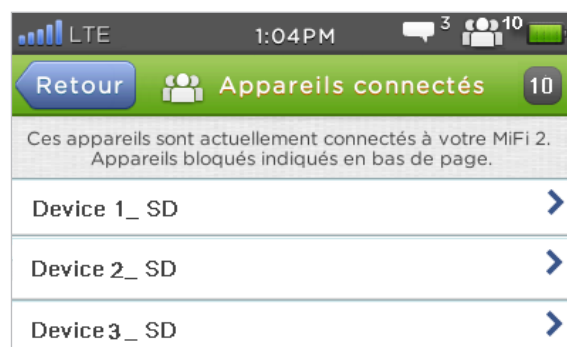 LTE 1:04PM 3 10
Retour Appareils connectés 10
Ces appareils sont actuellement connectés à votre MiFi 2.
Appareils bloqués indiqués en bas de page.
Device 1_ SD
Device 2_ SD
Device 3_ SD